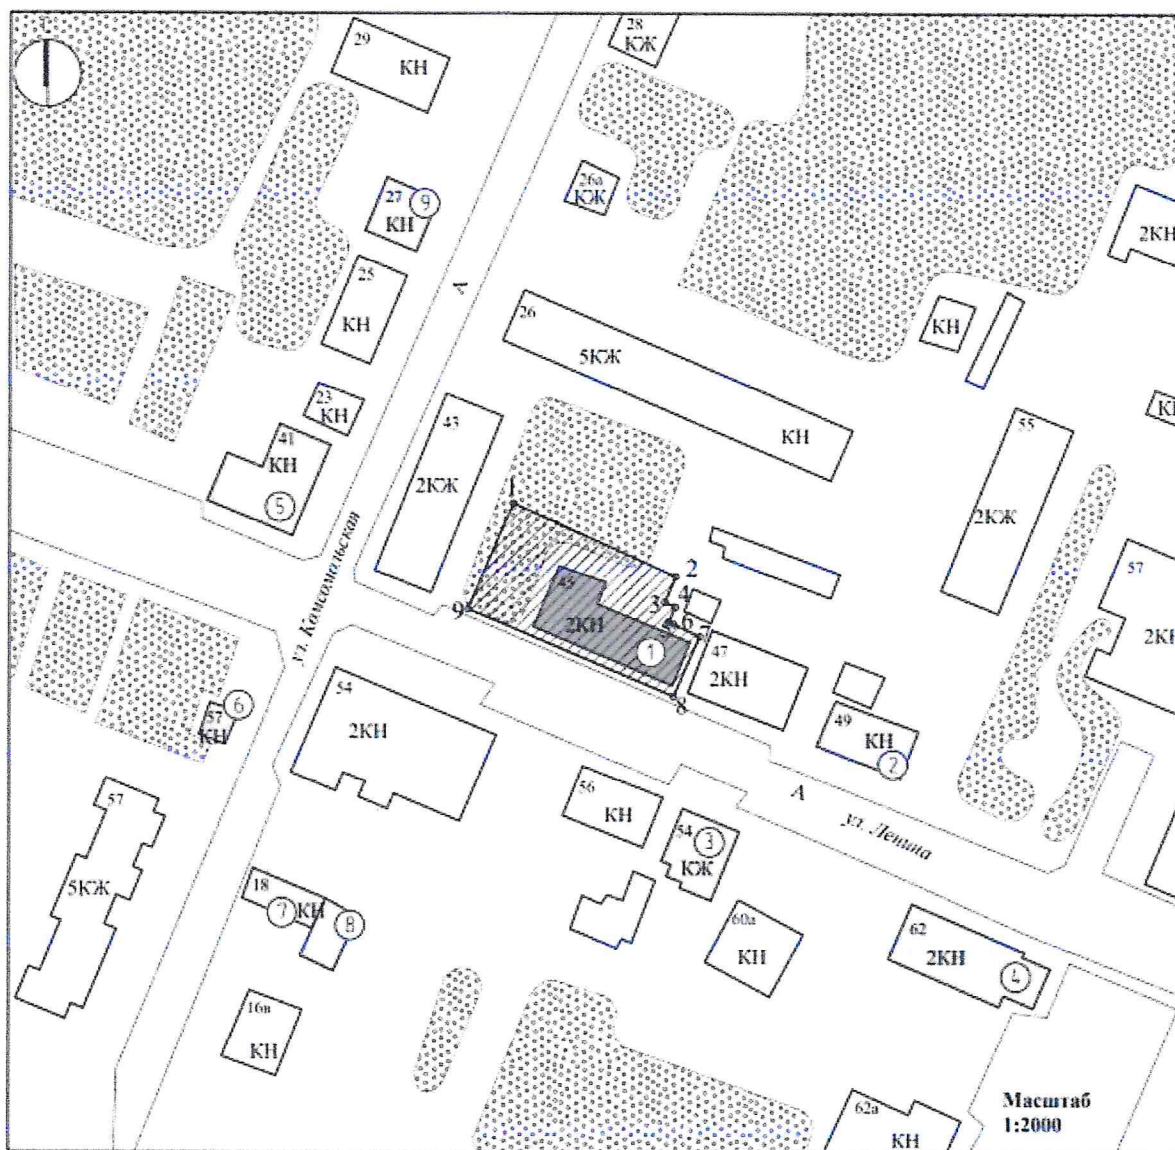 29
КН
28
КЖ
27
КН
9
26а
КЖ
2КН
25
КН
А
26
5КЖ
КН
КН
23
КН
41
КН
5
43
2КЖ
55
2КЖ
1
2
3
4
6
7
8
9
45
2КН
1
47
2КН
57
2КН
49
КН
2
ул. Комсомольская
6
57
КН
54
2КН
А
ул. Ленина
56
КН
54
3
КЖ
57
5КЖ
18
КН
7
8
60а
КН
62
2КН
4
16в
КН
62а
КН
Масштаб
1:2000